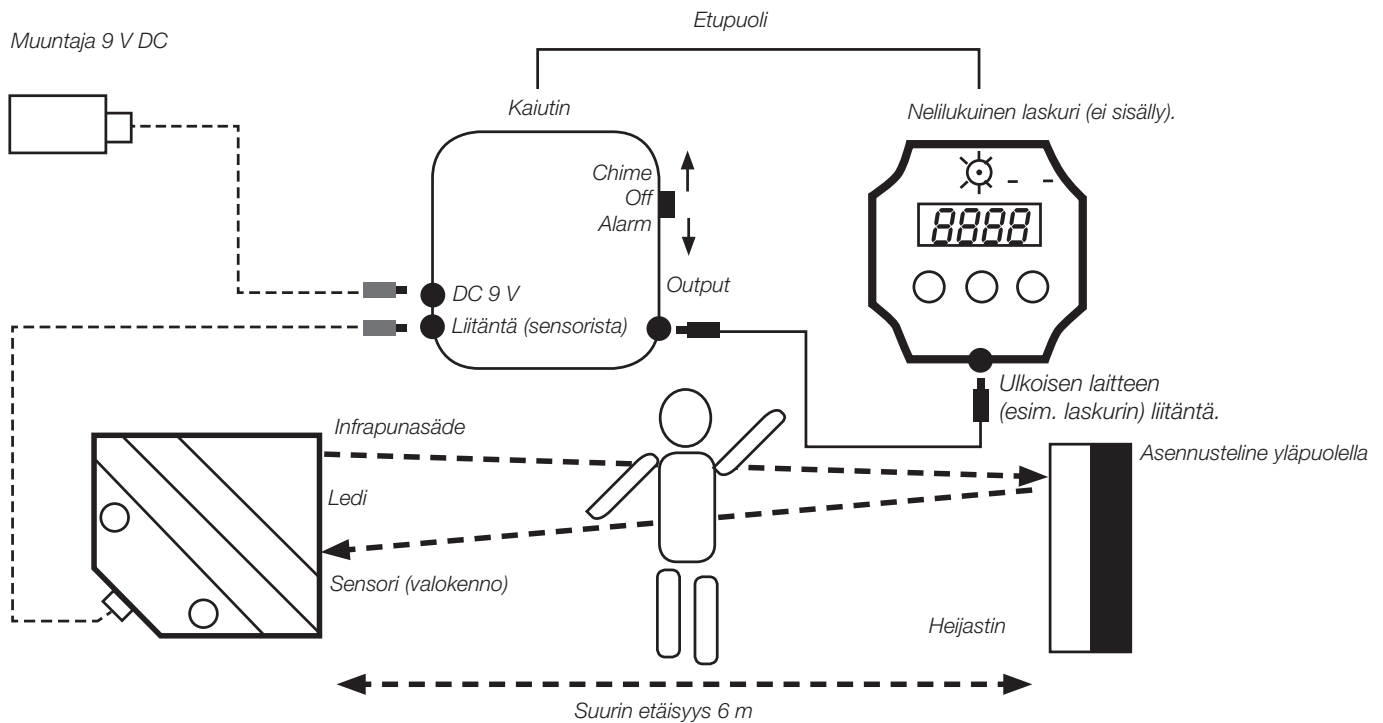 Etupuoli
Muuntaja 9 V DC
Kaiutin
Nelilukuinen laskuri (ei sisälly).
Chime
Off
Alarm
8888
DC 9 V
Output
Liitäntä (sensorista)
Ulkoisen laitteen
(esim. laskurin) liitäntä.
Infrapunasäde
Asennusteline yläpuolella
Ledi
Sensori (valokenno)
Heijastin
Suurin etäisyys 6 m